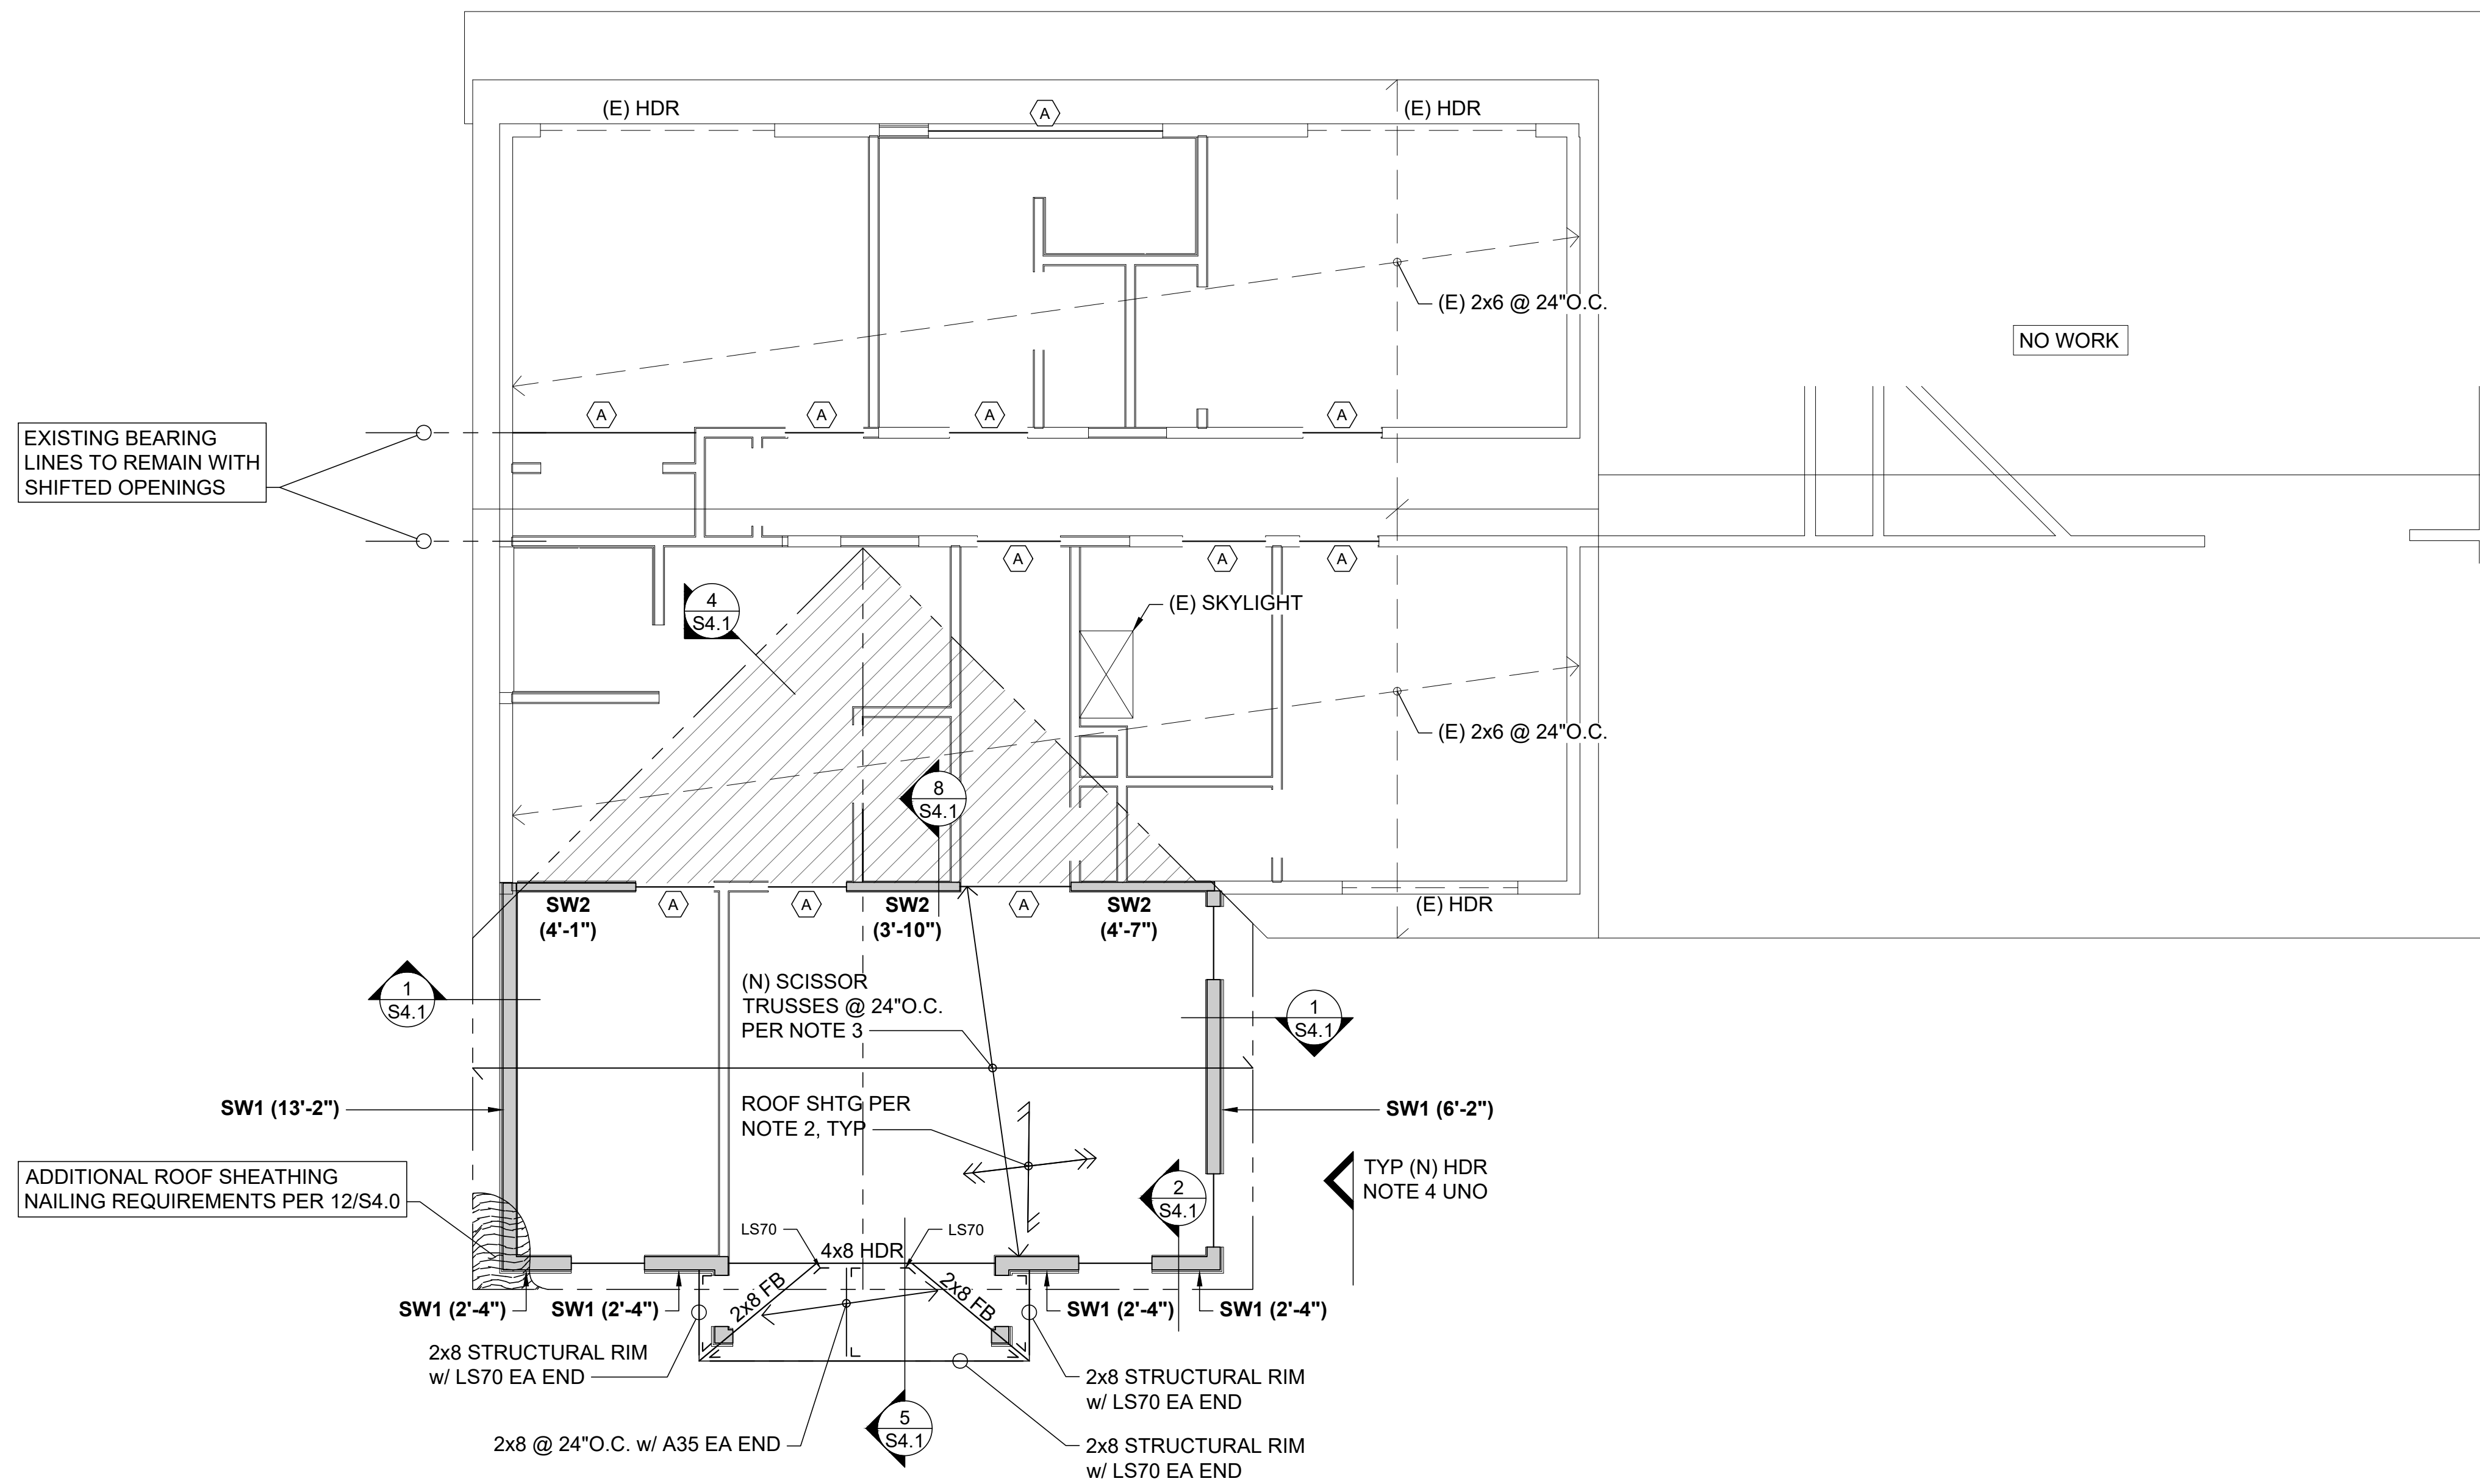 (E) HDR
A
(E) HDR
(E) 2x6 @ 24"O.C.
NO WORK
EXISTING BEARING
LINES TO REMAIN WITH
SHIFTED OPENINGS
A
A
A
A
A
A
A
4
S4.1
(E) SKYLIGHT
(E) 2x6 @ 24"O.C.
8
S4.1
SW2
(4'-1")
A
A
SW2
(3'-10")
A
SW2
(4'-7")
(E) HDR
1
S4.1
(N) SCISSOR
TRUSSES @ 24"O.C.
PER NOTE 3
1
S4.1
SW1 (13'-2")
ROOF SHTG PER
NOTE 2, TYP
SW1 (6'-2")
ADDITIONAL ROOF SHEATHING
NAILING REQUIREMENTS PER 12/S4.0
2
S4.1
TYP (N) HDR
NOTE 4 UNO
LS70
4x8 HDR
LS70
2x8 FB
2x8 FB
SW1 (2'-4")
SW1 (2'-4")
SW1 (2'-4")
SW1 (2'-4")
2x8 STRUCTURAL RIM
w/ LS70 EA END
2x8 STRUCTURAL RIM
w/ LS70 EA END
5
S4.1
2x8 @ 24"O.C. w/ A35 EA END
2x8 STRUCTURAL RIM
w/ LS70 EA END